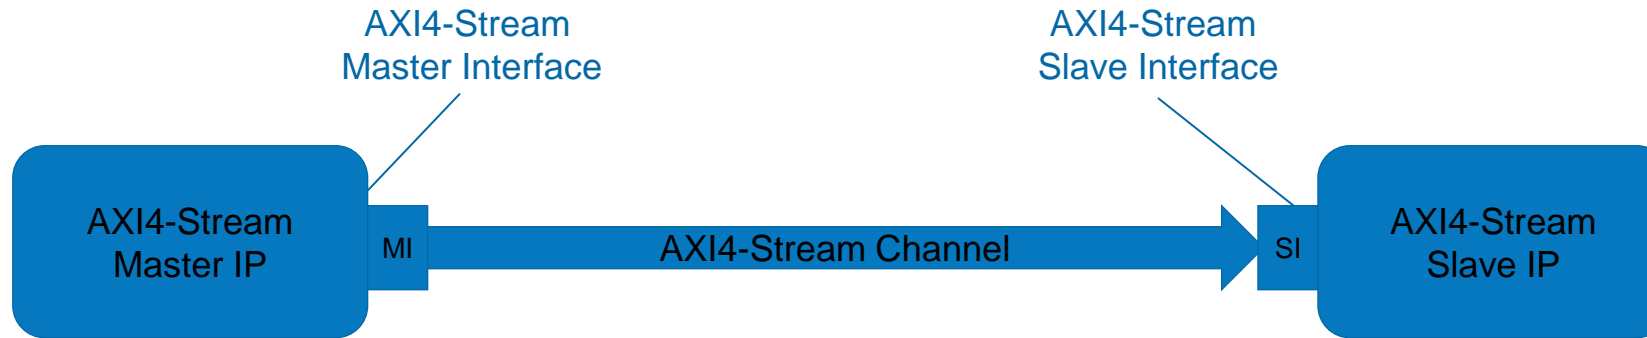 AXI4-Stream
Master Interface
AXI4-Stream
Slave Interface
AXI4-Stream
Master IP
MI
AXI4-Stream Channel
SI
AXI4-Stream
Slave IP